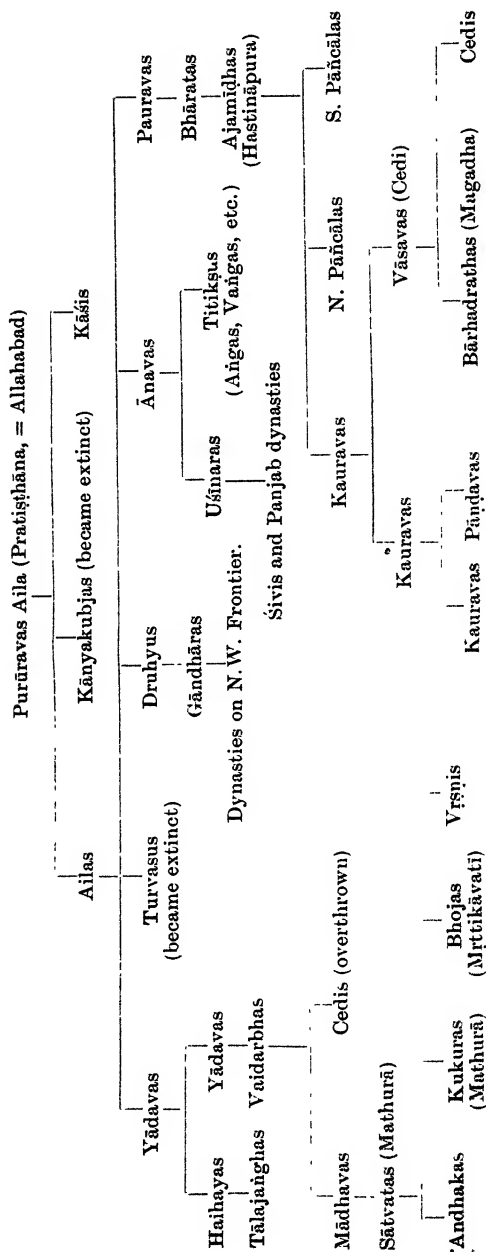 Purūravas Aila (Pratiṣṭhāna, = Allahabad)
Ailas Kānyakubjas (became extinct) Kāśis
Yādavas Turvasus Druhyus Ānavas Pauravas
(became extinct) Gāndhāras Bhāratas
Haihayas Yādavas Dynasties on N.W. Frontier. Uśīnaras Titikṣus Ajamīḍhas
Tālajaṅghas Vaidarbhas (Aṅgas, Vaṅgas, etc.) (Hastināpura)
Śivis and Panjab dynasties
Mādhavas Cedis (overthrown) Kauravas N. Pāñcālas S. Pāñcālas
Sātvatas (Mathurā) Kauravas Vāsavas (Cedi)
Andhakas Kukuras Bhojas Vṛṣṇis Kauravas Pāṇḍavas Bārhadrathas (Magadha) Cedis
(Mathurā) (Mṛttikāvatī)